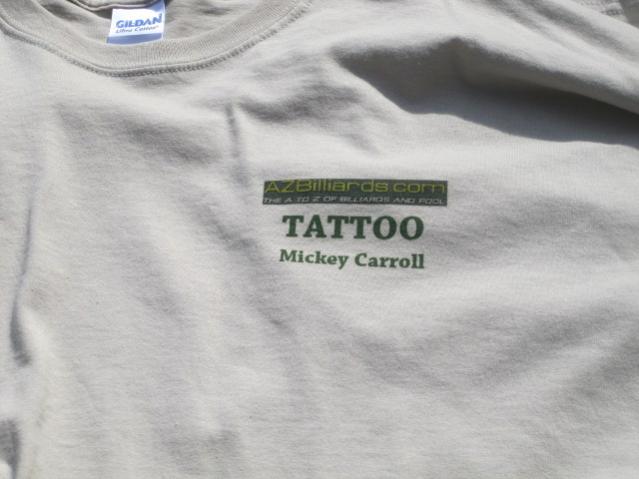 GILDAN
Ultra Cotton
AZBilliards.com
THE A TO Z OF BILLIARDS AND POOL
TATTOO
Mickey Carroll